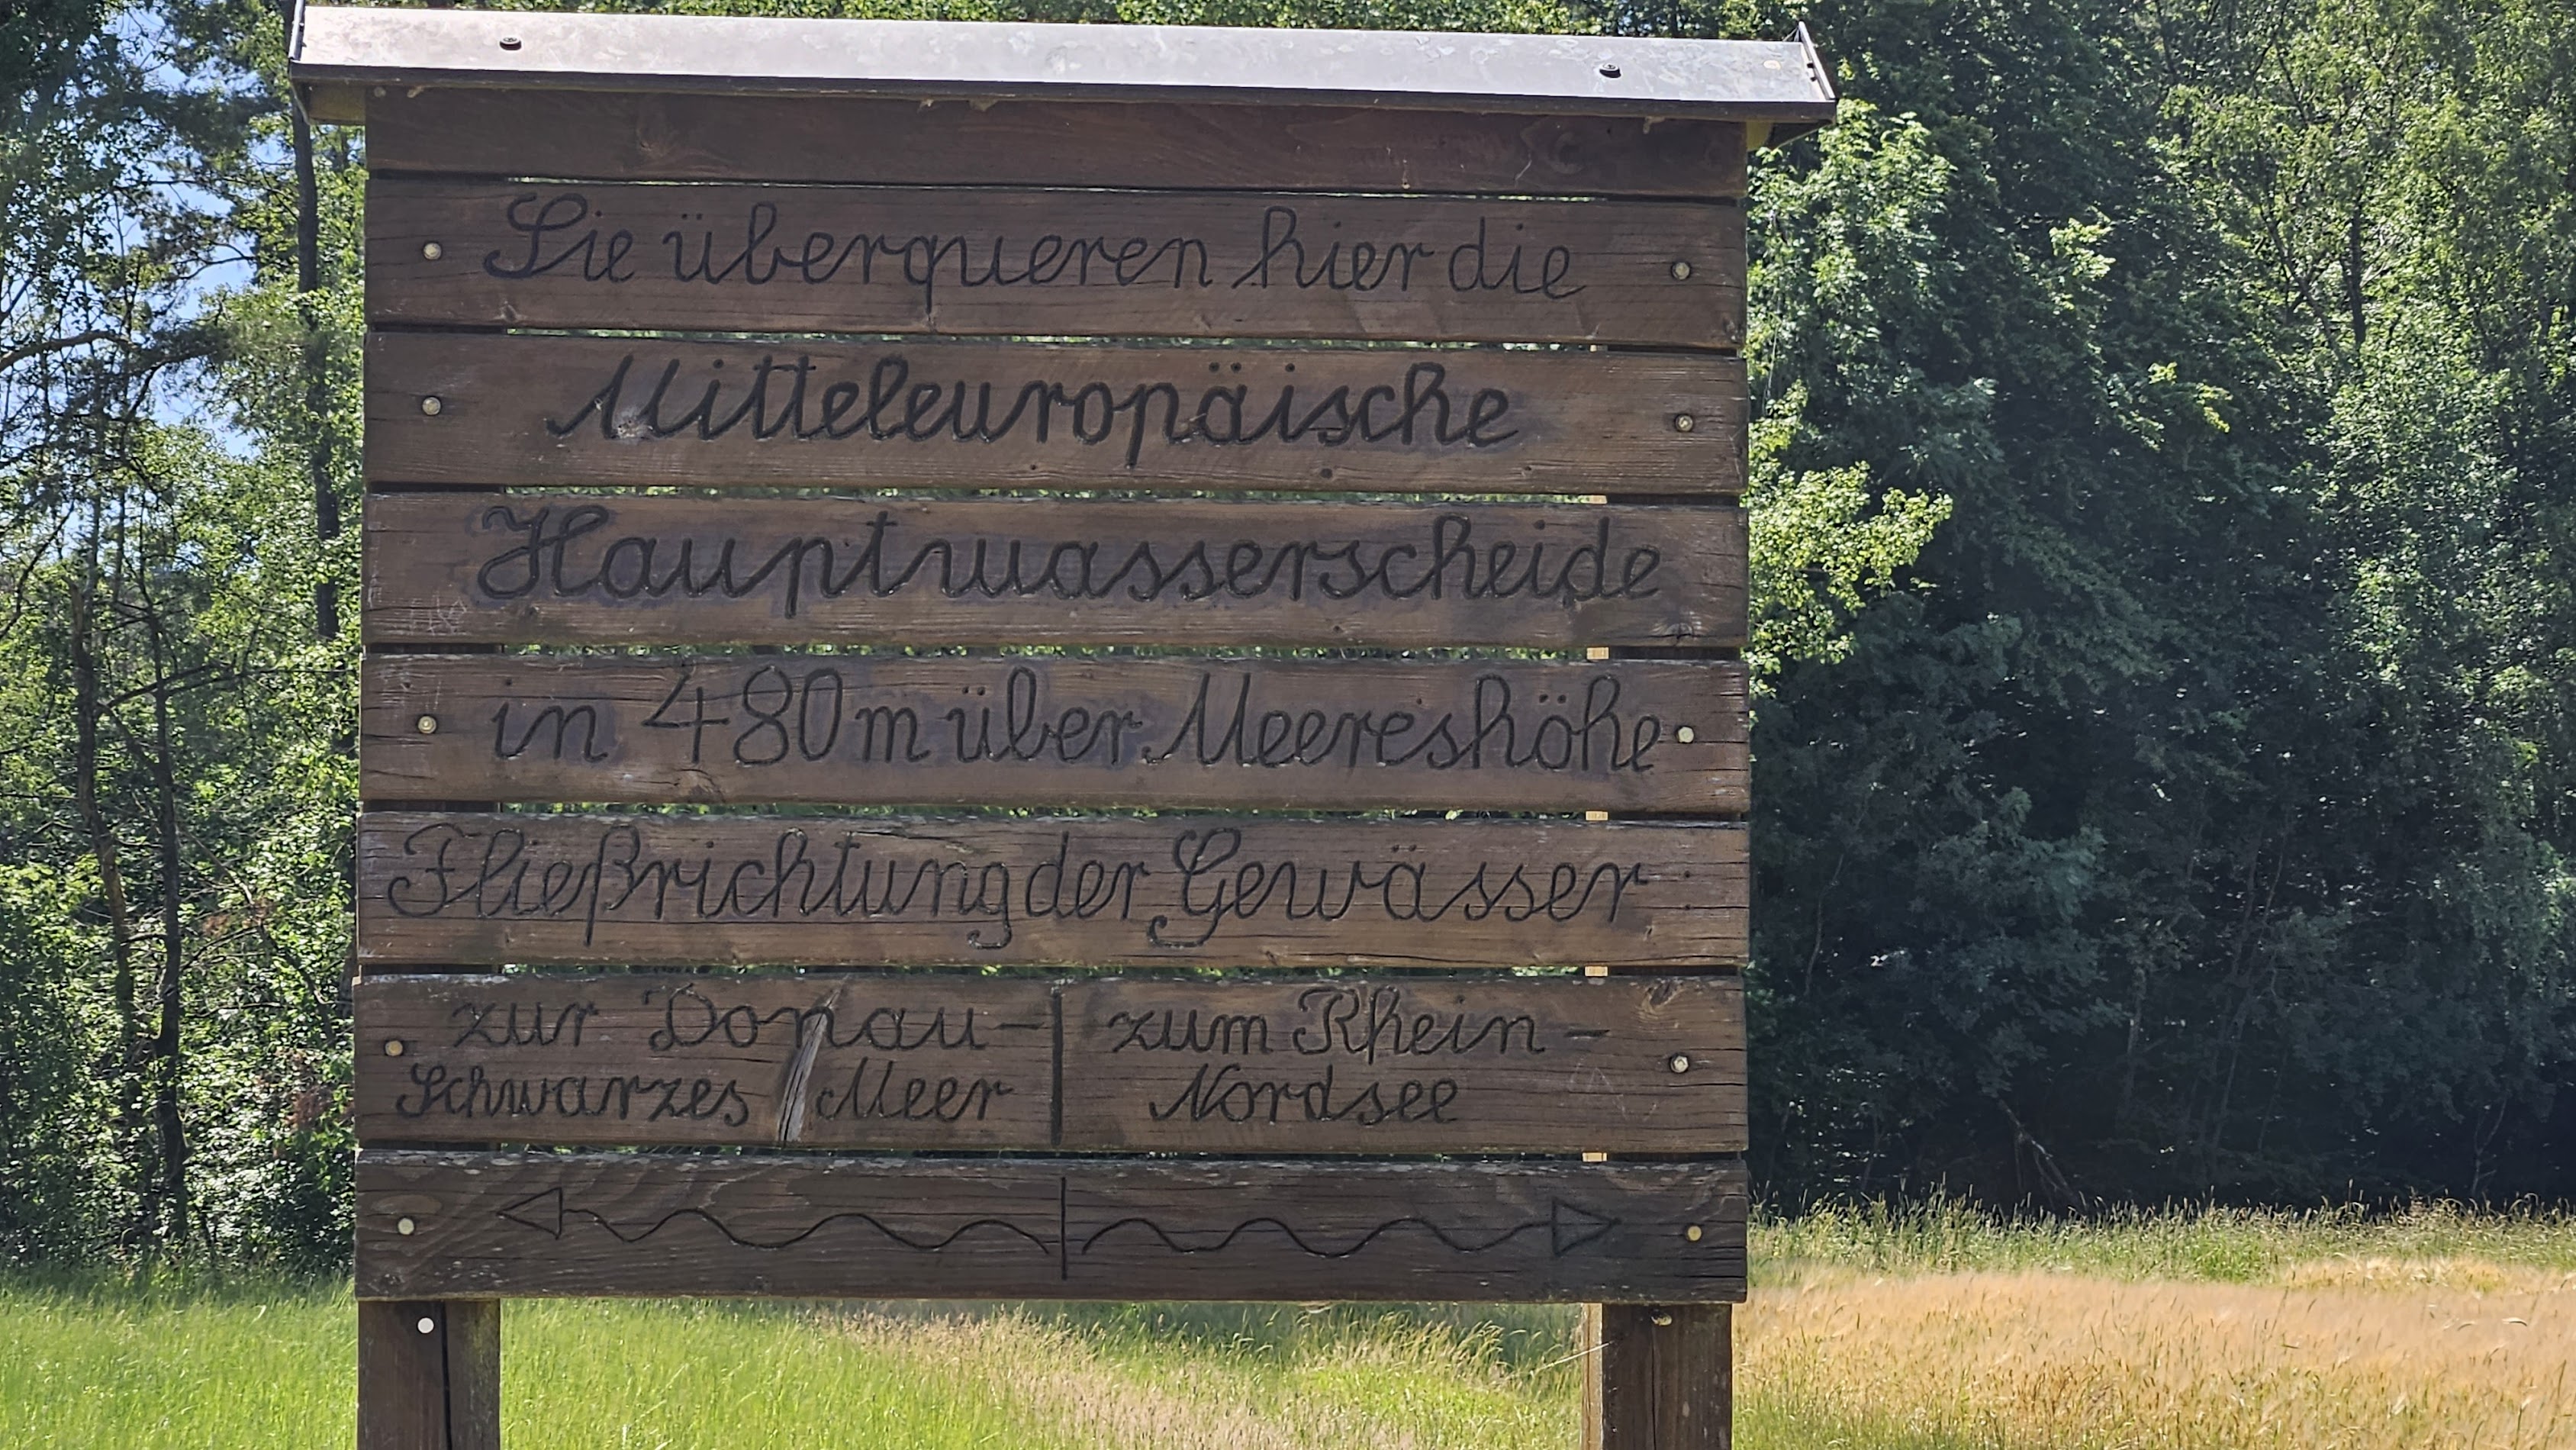 Sie überqueren hier die
Mitteleuropäische
Hauptwasserscheide
in 480m über Meereshöhe
Fließrichtung der Gewässer :
zur Donau- | zum Rhein-
Schwarzes Meer | Nordsee